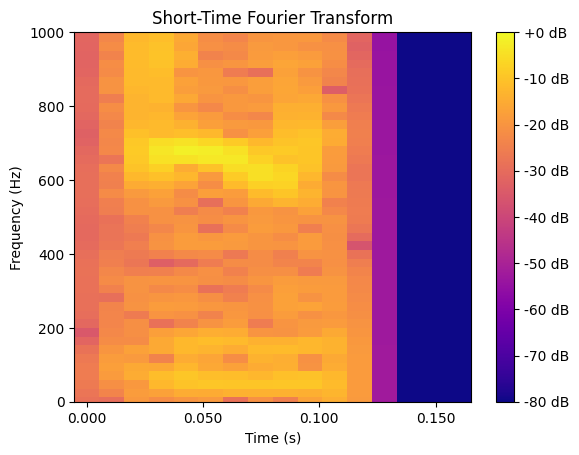 Short-Time Fourier Transform
1000
800
600
400
200
0
Frequency (Hz)
0.000
0.050
0.100
0.150
Time (s)
+0 dB
-10 dB
-20 dB
-30 dB
-40 dB
-50 dB
-60 dB
-70 dB
-80 dB